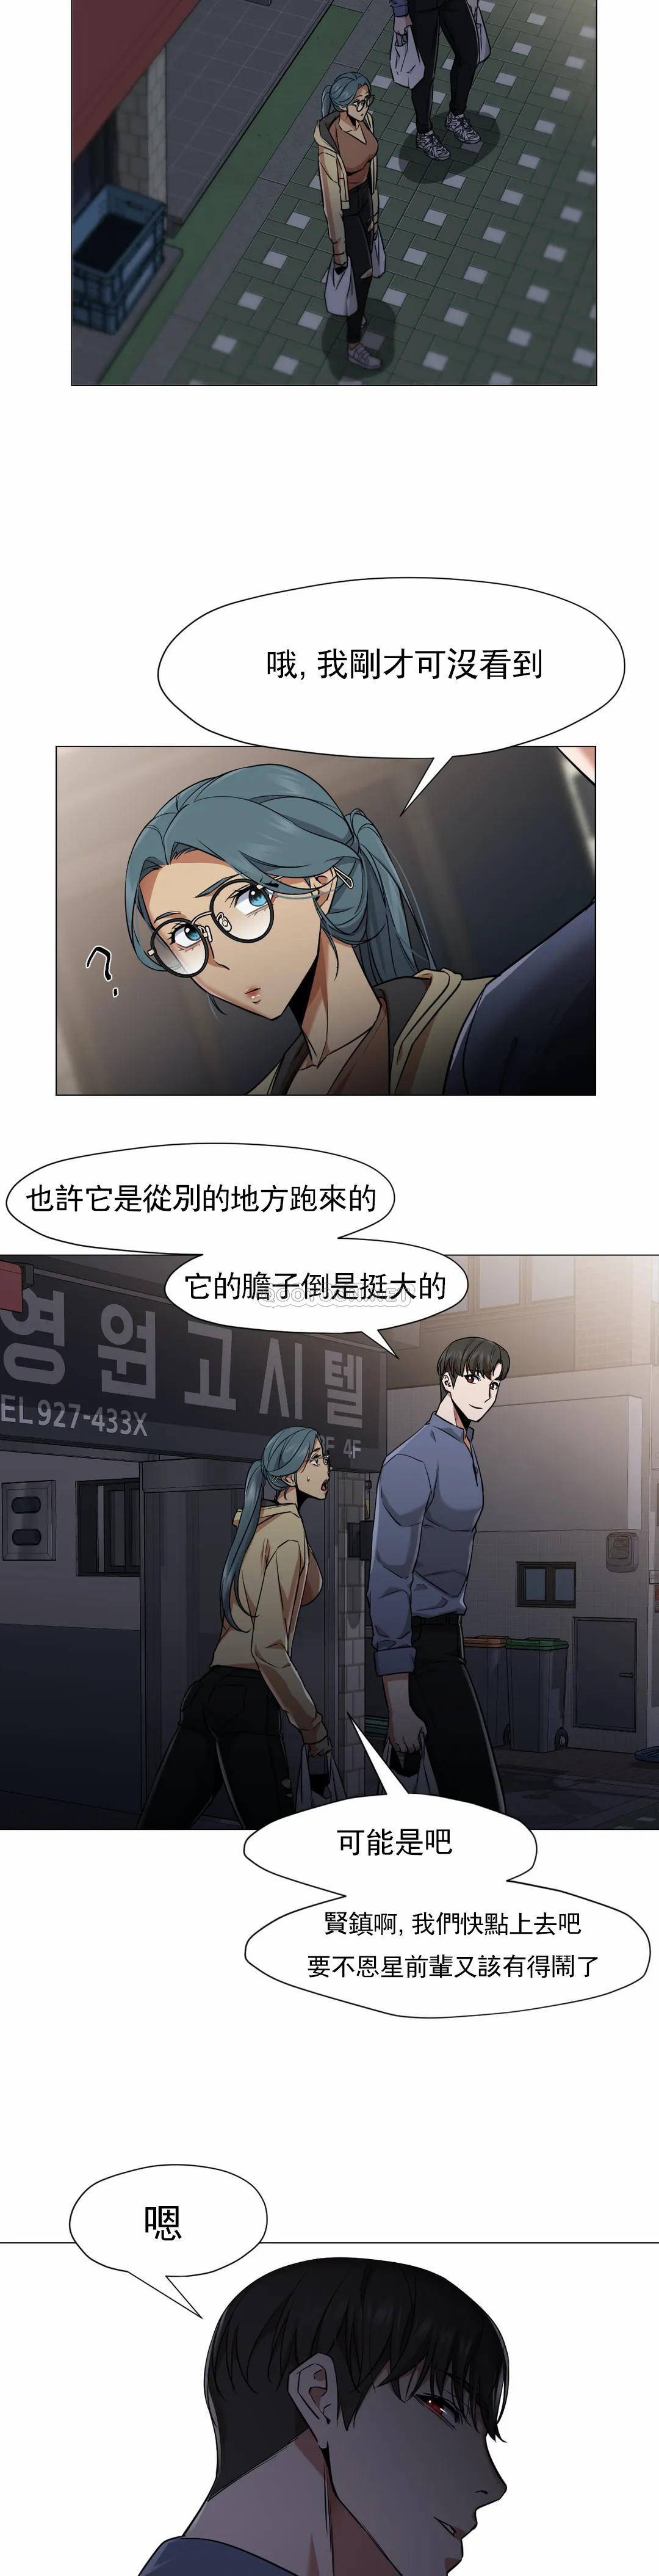 哦, 我剛才可沒看到
?
也許它是從別的地方跑來的
它的膽子倒是挺大的
영원고시텔
EL 927-433X
4F
可能是吧
賢鎮啊, 我們快點上去吧
要不恩星前輩又該有得鬧了
嗯